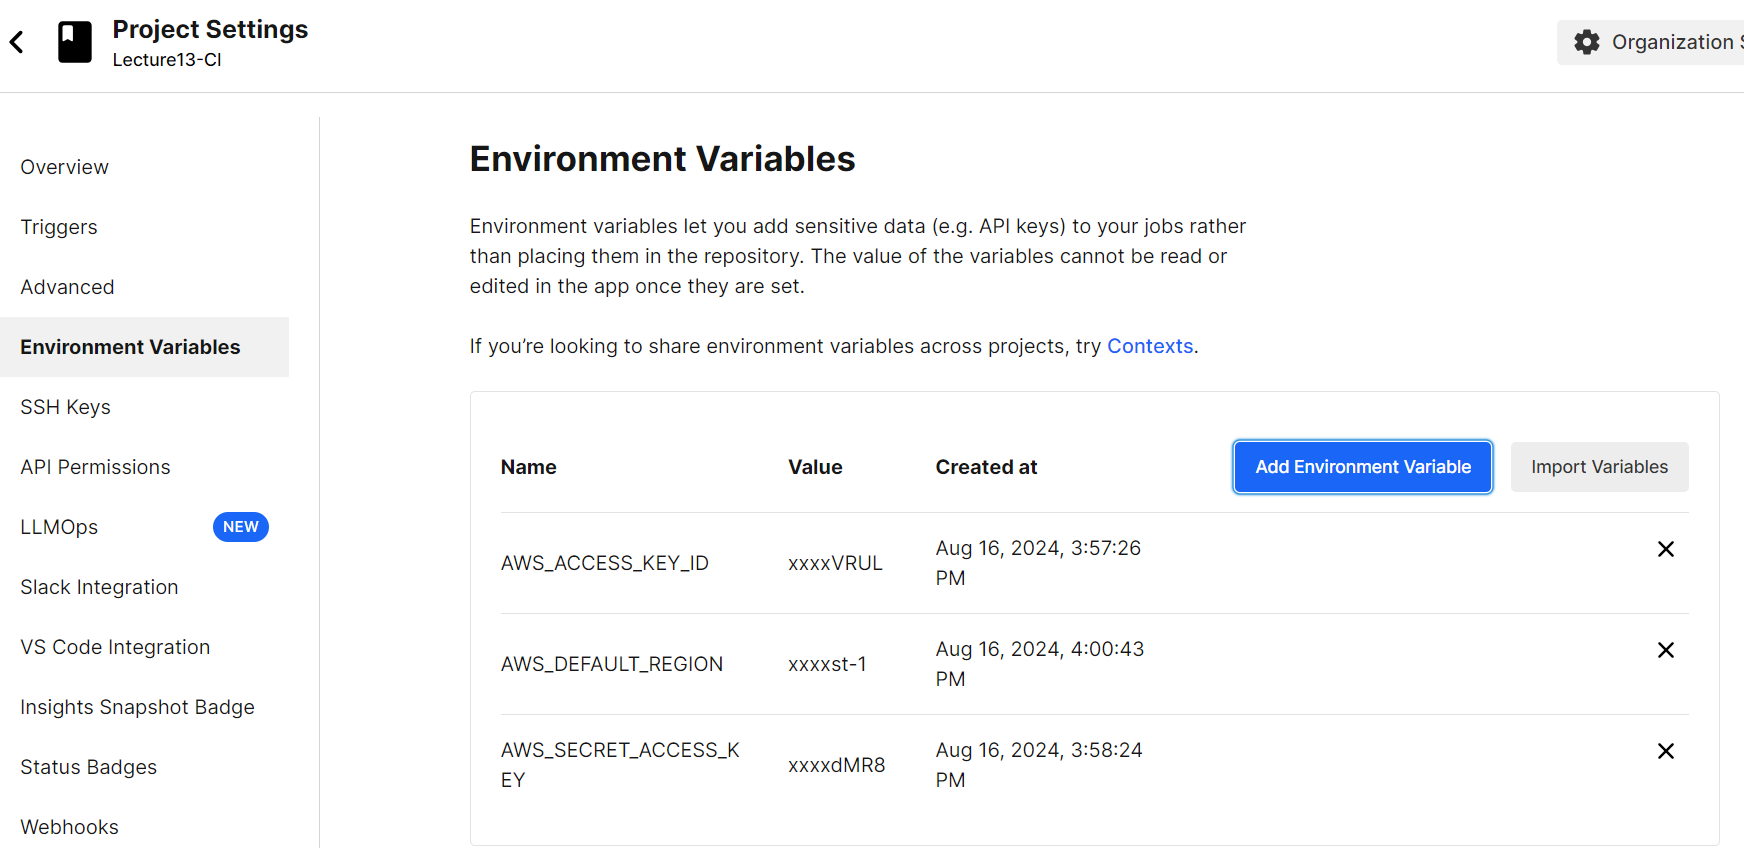 Project Settings
Lecture13-CI
Organization S
Overview
Triggers
Advanced
Environment Variables
SSH Keys
API Permissions
LLMOps NEW
Slack Integration
VS Code Integration
Insights Snapshot Badge
Status Badges
Webhooks
Environment Variables
Environment variables let you add sensitive data (e.g. API keys) to your jobs rather
than placing them in the repository. The value of the variables cannot be read or
edited in the app once they are set.
If you’re looking to share environment variables across projects, try Contexts.
Name Value Created at Add Environment Variable Import Variables
AWS_ACCESS_KEY_ID xxxxVRUL Aug 16, 2024, 3:57:26
PM
AWS_DEFAULT_REGION xxxxst-1 Aug 16, 2024, 4:00:43
PM
AWS_SECRET_ACCESS_K xxxxdMR8 Aug 16, 2024, 3:58:24
EY PM